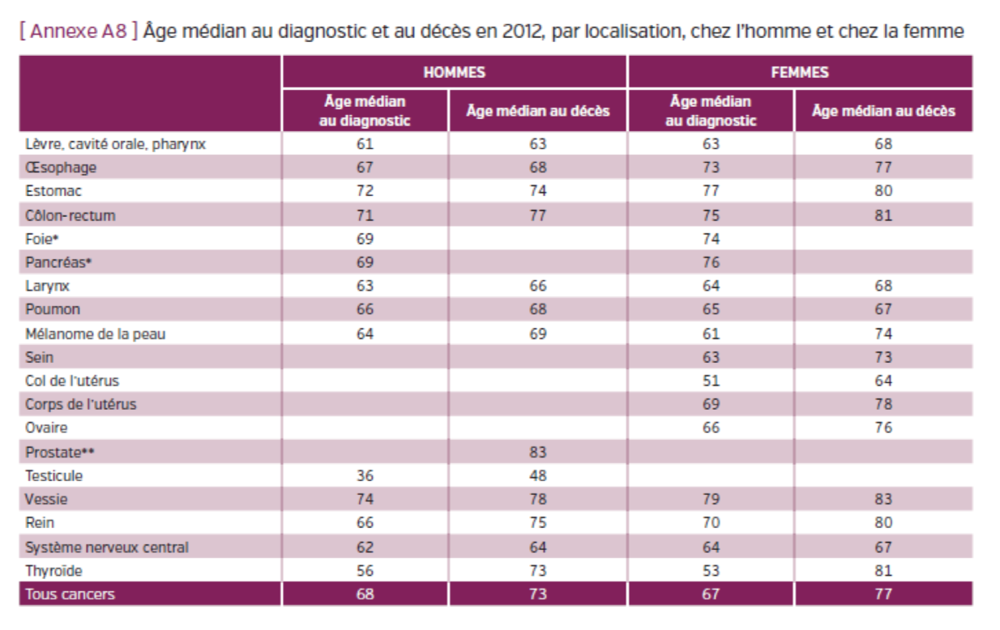 [ Annexe A8 ] Âge médian au diagnostic et au décès en 2012, par localisation, chez l'homme et chez la femme
HOMMES FEMMES
Âge médian au diagnostic Âge médian au décès Âge médian au diagnostic Âge médian au décès
Lèvre, cavité orale, pharynx 61 63 63 68
Œsophage 67 68 73 77
Estomac 72 74 77 80
Côlon-rectum 71 77 75 81
Foie* 69 74
Pancréas* 69 76
Larynx 63 66 64 68
Poumon 66 68 65 67
Mélanome de la peau 64 69 61 74
Sein 63 73
Col de l'utérus 51 64
Corps de l'utérus 69 78
Ovaire 66 76
Prostate** 83
Testicule 36 48
Vessie 74 78 79 83
Rein 66 75 70 80
Système nerveux central 62 64 64 67
Thyroïde 56 73 53 81
Tous cancers 68 73 67 77